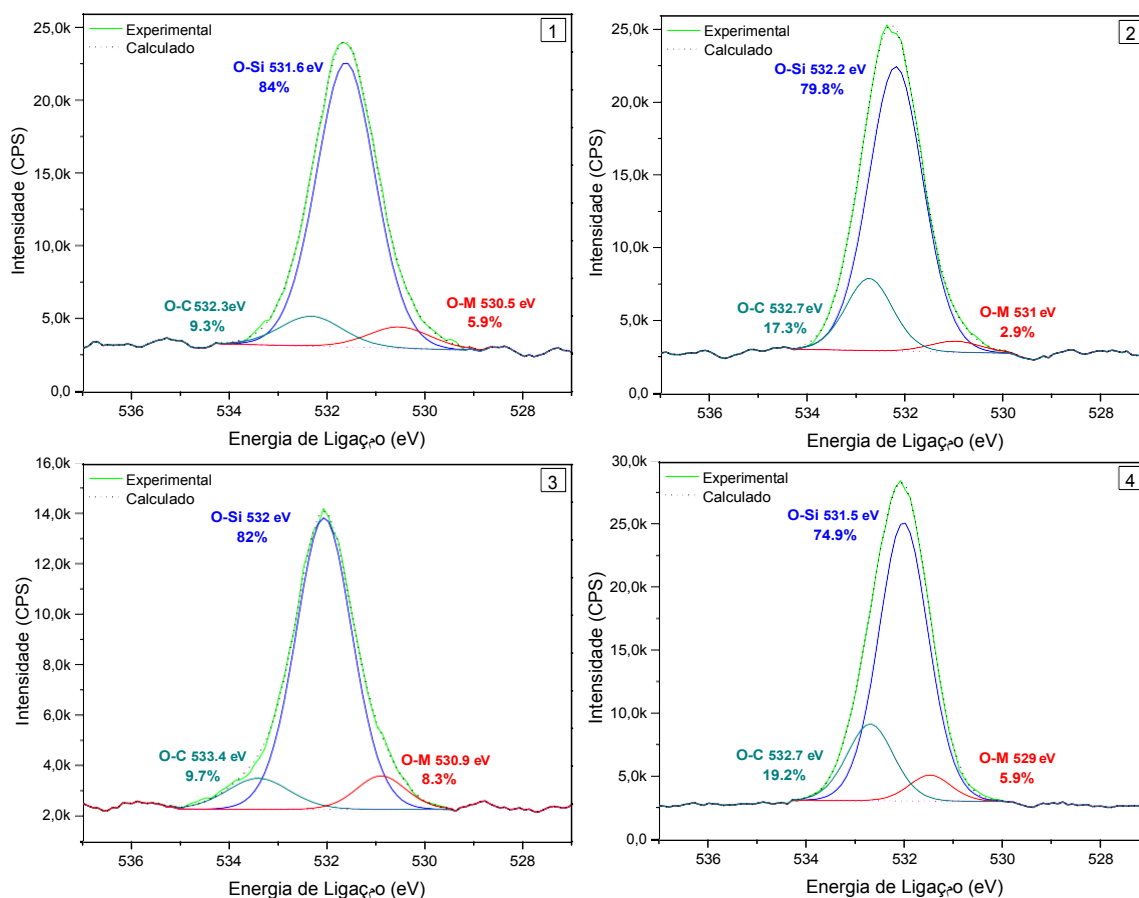 1
Experimental
Calculado
O-Si 531.6 eV
84%
O-C 532.3eV
9.3%
O-M 530.5 eV
5.9%
25,0k
20,0k
15,0k
10,0k
5,0k
0,0
Intensidade (CPS)
536 534 532 530 528
Energia de Ligaçمo (eV)
2
Experimental
Calculado
O-Si 532.2 eV
79.8%
O-C 532.7 eV
17.3%
O-M 531 eV
2.9%
25,0k
20,0k
15,0k
10,0k
5,0k
0,0
Intensidade (CPS)
536 534 532 530 528
Energia de Ligaçمo (eV)
3
Experimental
Calculado
O-Si 532 eV
82%
O-C 533.4 eV
9.7%
O-M 530.9 eV
8.3%
16,0k
14,0k
12,0k
10,0k
8,0k
6,0k
4,0k
2,0k
Intensidade (CPS)
536 534 532 530 528
Energia de Ligaçمo (eV)
4
Experimental
Calculado
O-Si 531.5 eV
74.9%
O-C 532.7 eV
19.2%
O-M 529 eV
5.9%
30,0k
25,0k
20,0k
15,0k
10,0k
5,0k
0,0
Intensidade (CPS)
536 534 532 530 528
Energia de Ligaçمo (eV)